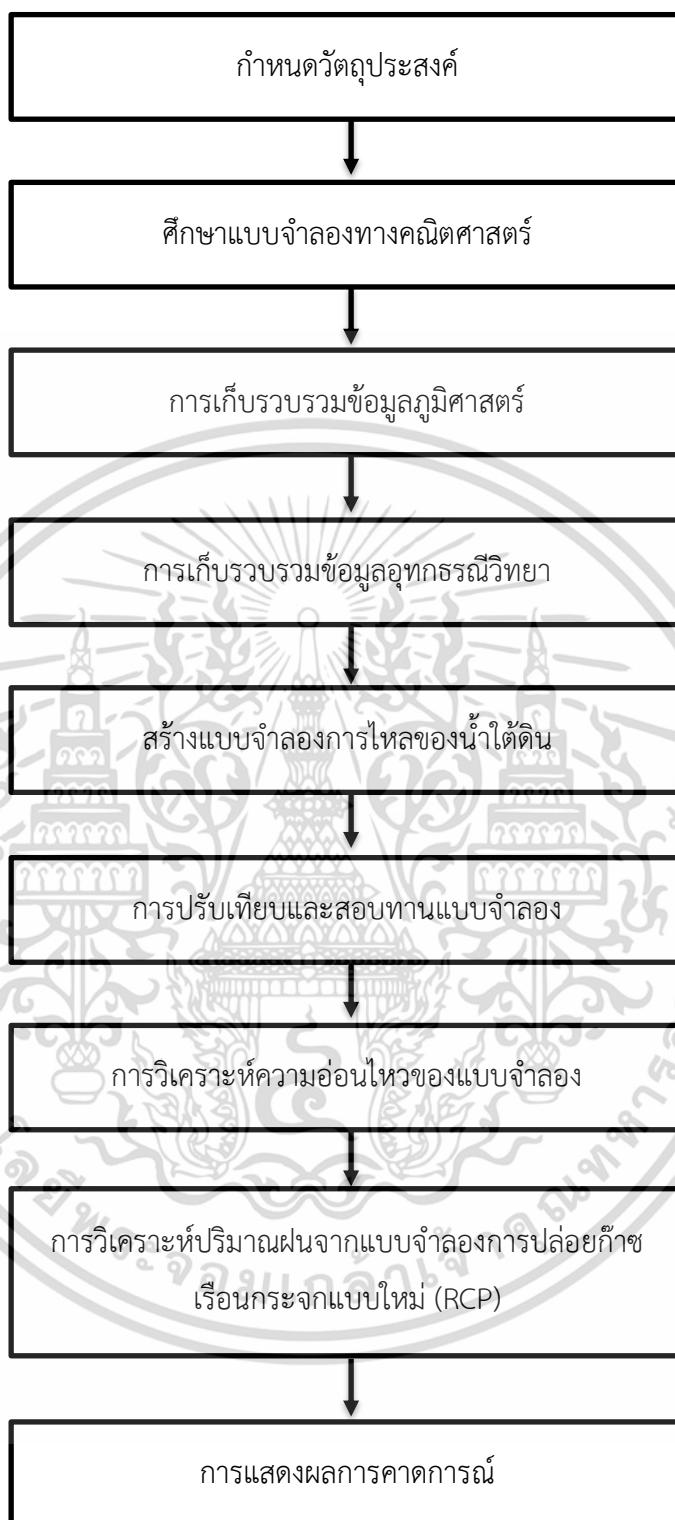 กำหนดวัตถุประสงค์
ศึกษาแบบจำลองทางคณิตศาสตร์
การเก็บรวบรวมข้อมูลภูมิศาสตร์
การเก็บรวบรวมข้อมูลอุทกธรณีวิทยา
สร้างแบบจำลองการไหลของน้ำใต้ดิน
การปรับเทียบและสอบทานแบบจำลอง
การวิเคราะห์ความอ่อนไหวของแบบจำลอง
การวิเคราะห์ปริมาณฝนจากแบบจำลองการปล่อยก๊าซ
เรือนกระจกแบบใหม่ (RCP)
การแสดงผลการคาดการณ์